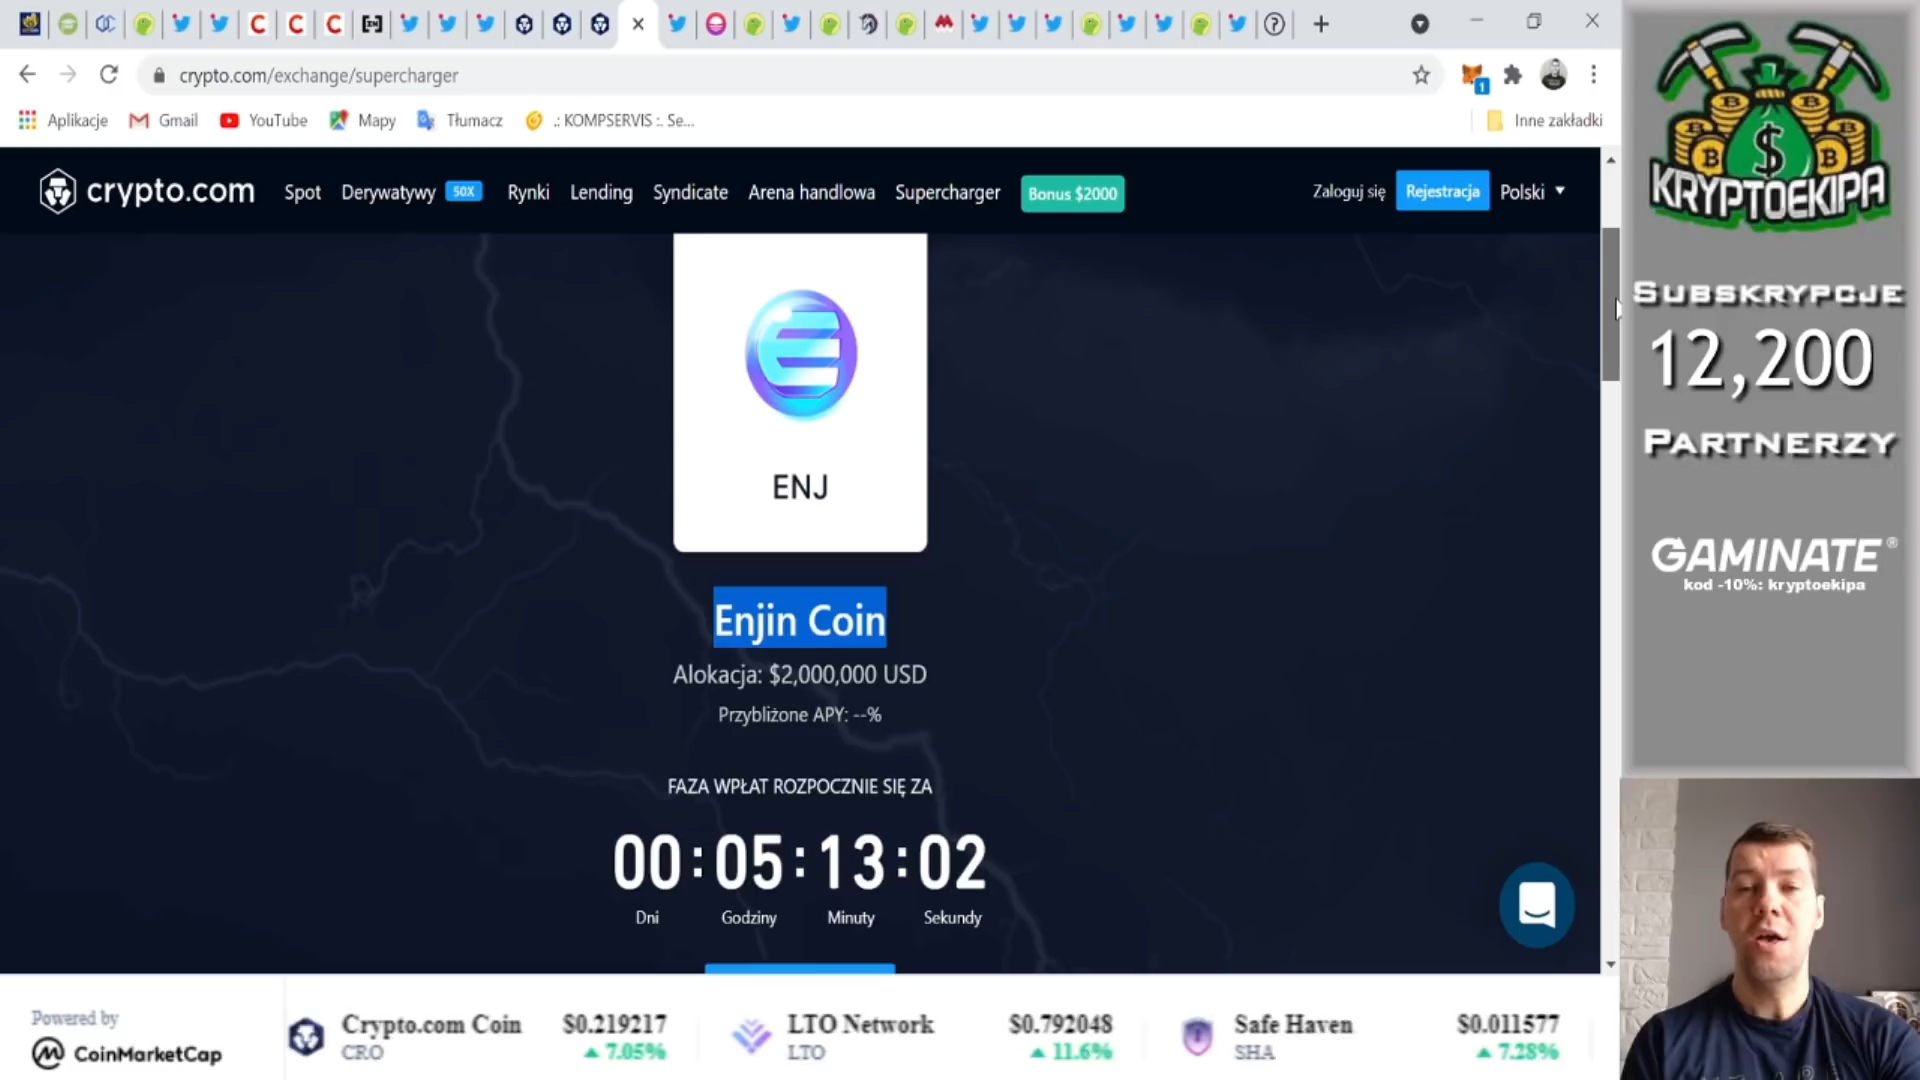 crypto.com/exchange/supercharger
1
Aplikacje
Gmail
YouTube
Mapy
Tłumacz
.: KOMPSERVIS :. Se...
Inne zakładki
crypto.com
Spot
Derywatywy
50X
Rynki
Lending
Syndicate
Arena handlowa
Supercharger
Bonus $2000
Zaloguj się
Rejestracja
Polski
ENJ
Enjin Coin
Alokacja: $2,000,000 USD
Przybliżone APY: --%
FAZA WPŁAT ROZPOCZNIE SIĘ ZA
00:05:13:02
Dni
Godziny
Minuty
Sekundy
KRYPTOEKIPA
SUBSKRYPCJE
12,200
PARTNERZY
GAMINATE®
kod -10%: kryptoekipa
Powered by
CoinMarketCap
Crypto.com Coin
CRO
$0.219217
▲ 7.05%
LTO Network
LTO
$0.792048
▲ 11.6%
Safe Haven
SHA
$0.011577
▲ 7.28%